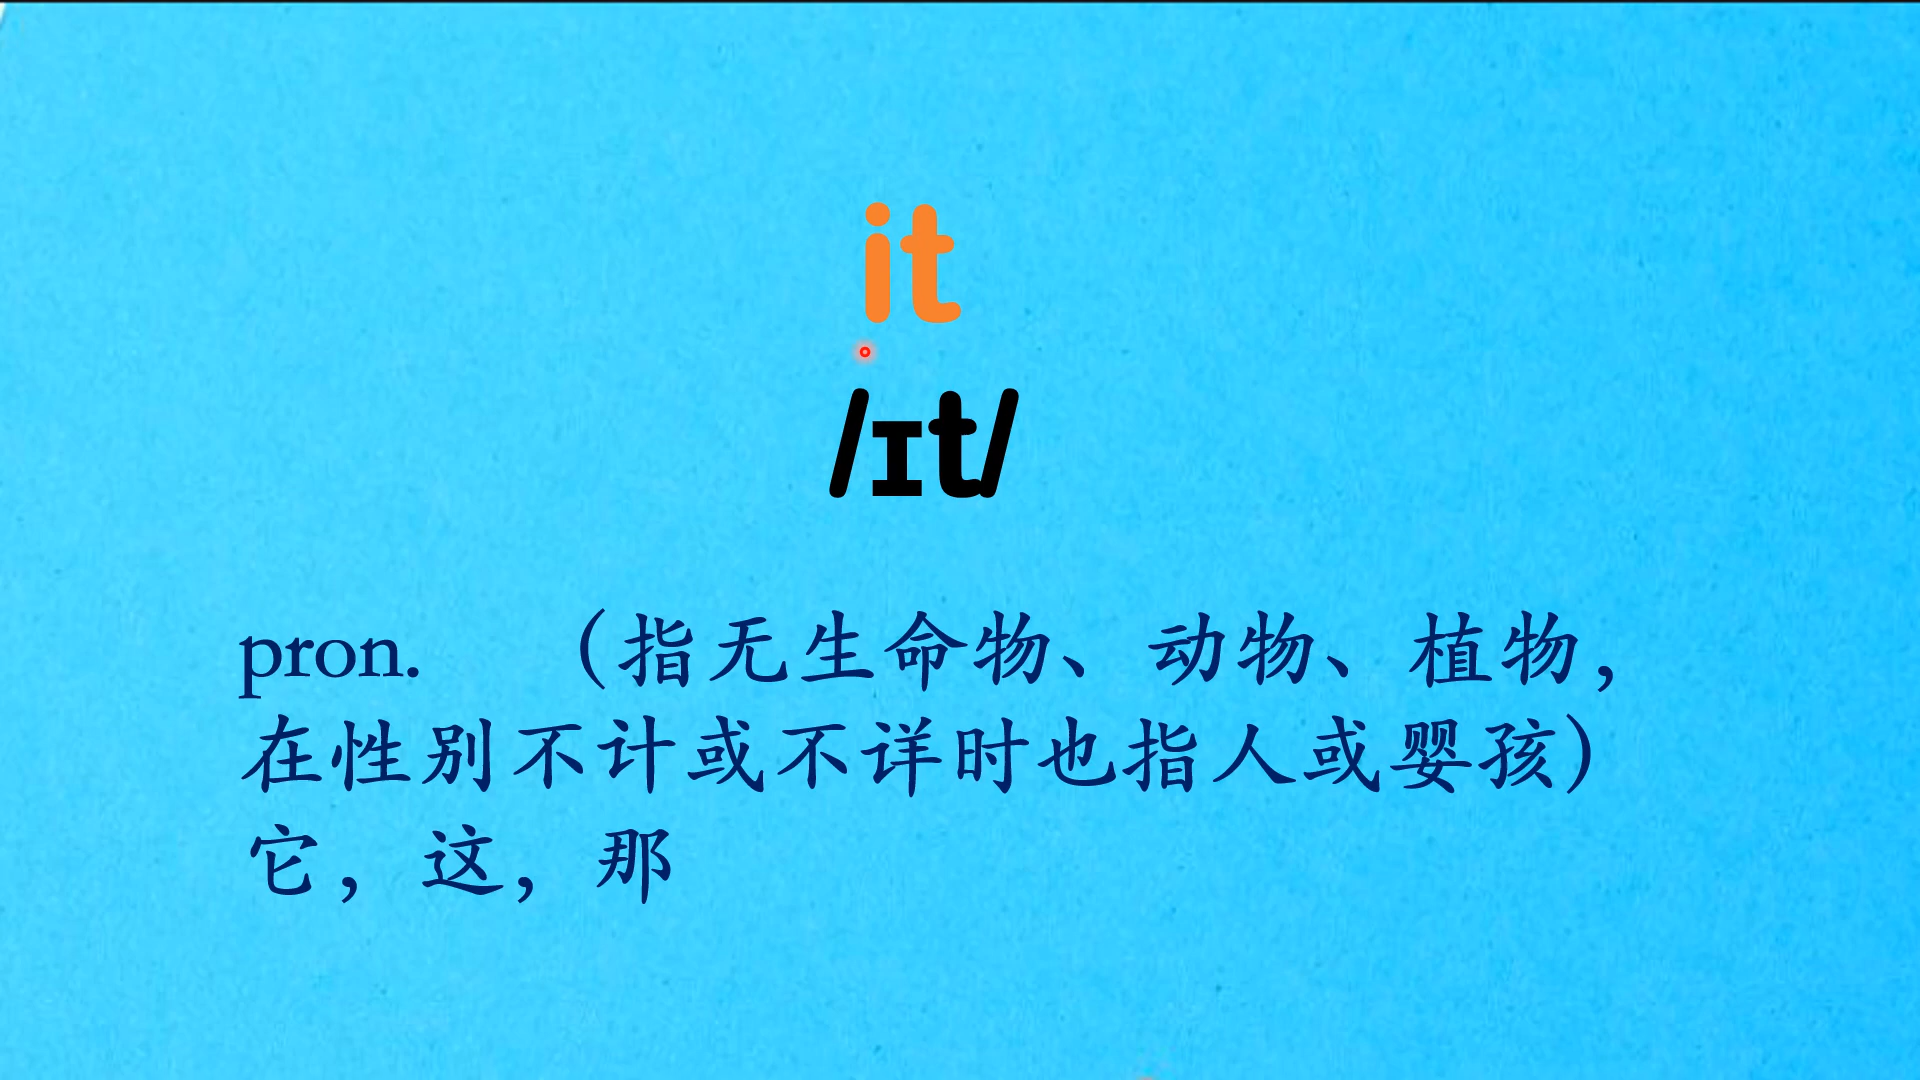 it
/ɪt/
pron. （指无生命物、动物、植物，
在性别不计或不详时也指人或婴孩）
它，这，那